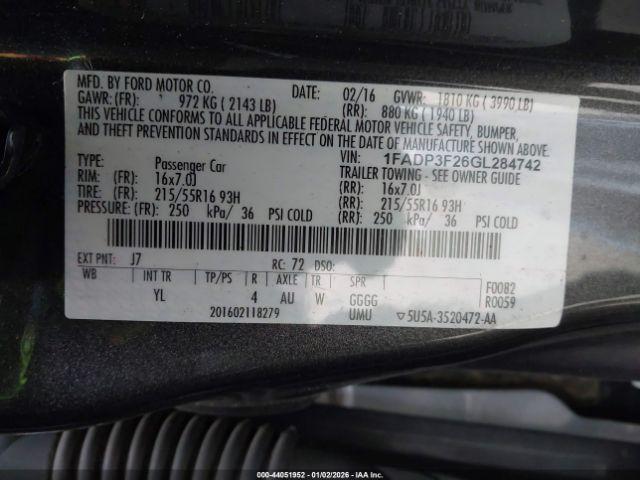 MFD. BY FORD MOTOR CO. DATE: 02/16 GVWR: 1810 KG ( 3990 LB)
GAWR: (FR): 972 KG ( 2143 LB) (RR): 880 KG ( 1940 LB)
THIS VEHICLE CONFORMS TO ALL APPLICABLE FEDERAL MOTOR VEHICLE SAFETY, BUMPER,
AND THEFT PREVENTION STANDARDS IN EFFECT ON THE DATE OF MANUFACTURE SHOWN ABOVE.
VIN: 1FADP3F26GL284742
TYPE: Passenger Car TRAILER TOWING - SEE OWNER GUIDE
RIM: (FR): 16x7.0J (RR): 16x7.0J
TIRE: (FR): 215/55R16 93H (RR): 215/55R16 93H
PRESSURE: (FR): 250 kPa/ 36 PSI COLD (RR): 250 kPa/ 36 PSI COLD
EXT PNT: J7 RC: 72 DSO:
WB INT TR TP/PS R AXLE TR SPR F0082
YL 4 AU W GGGG R0059
201602118279 UMU 5U5A-3520472-AA
000-44051952 | 01/02/2026 - IAA Inc.